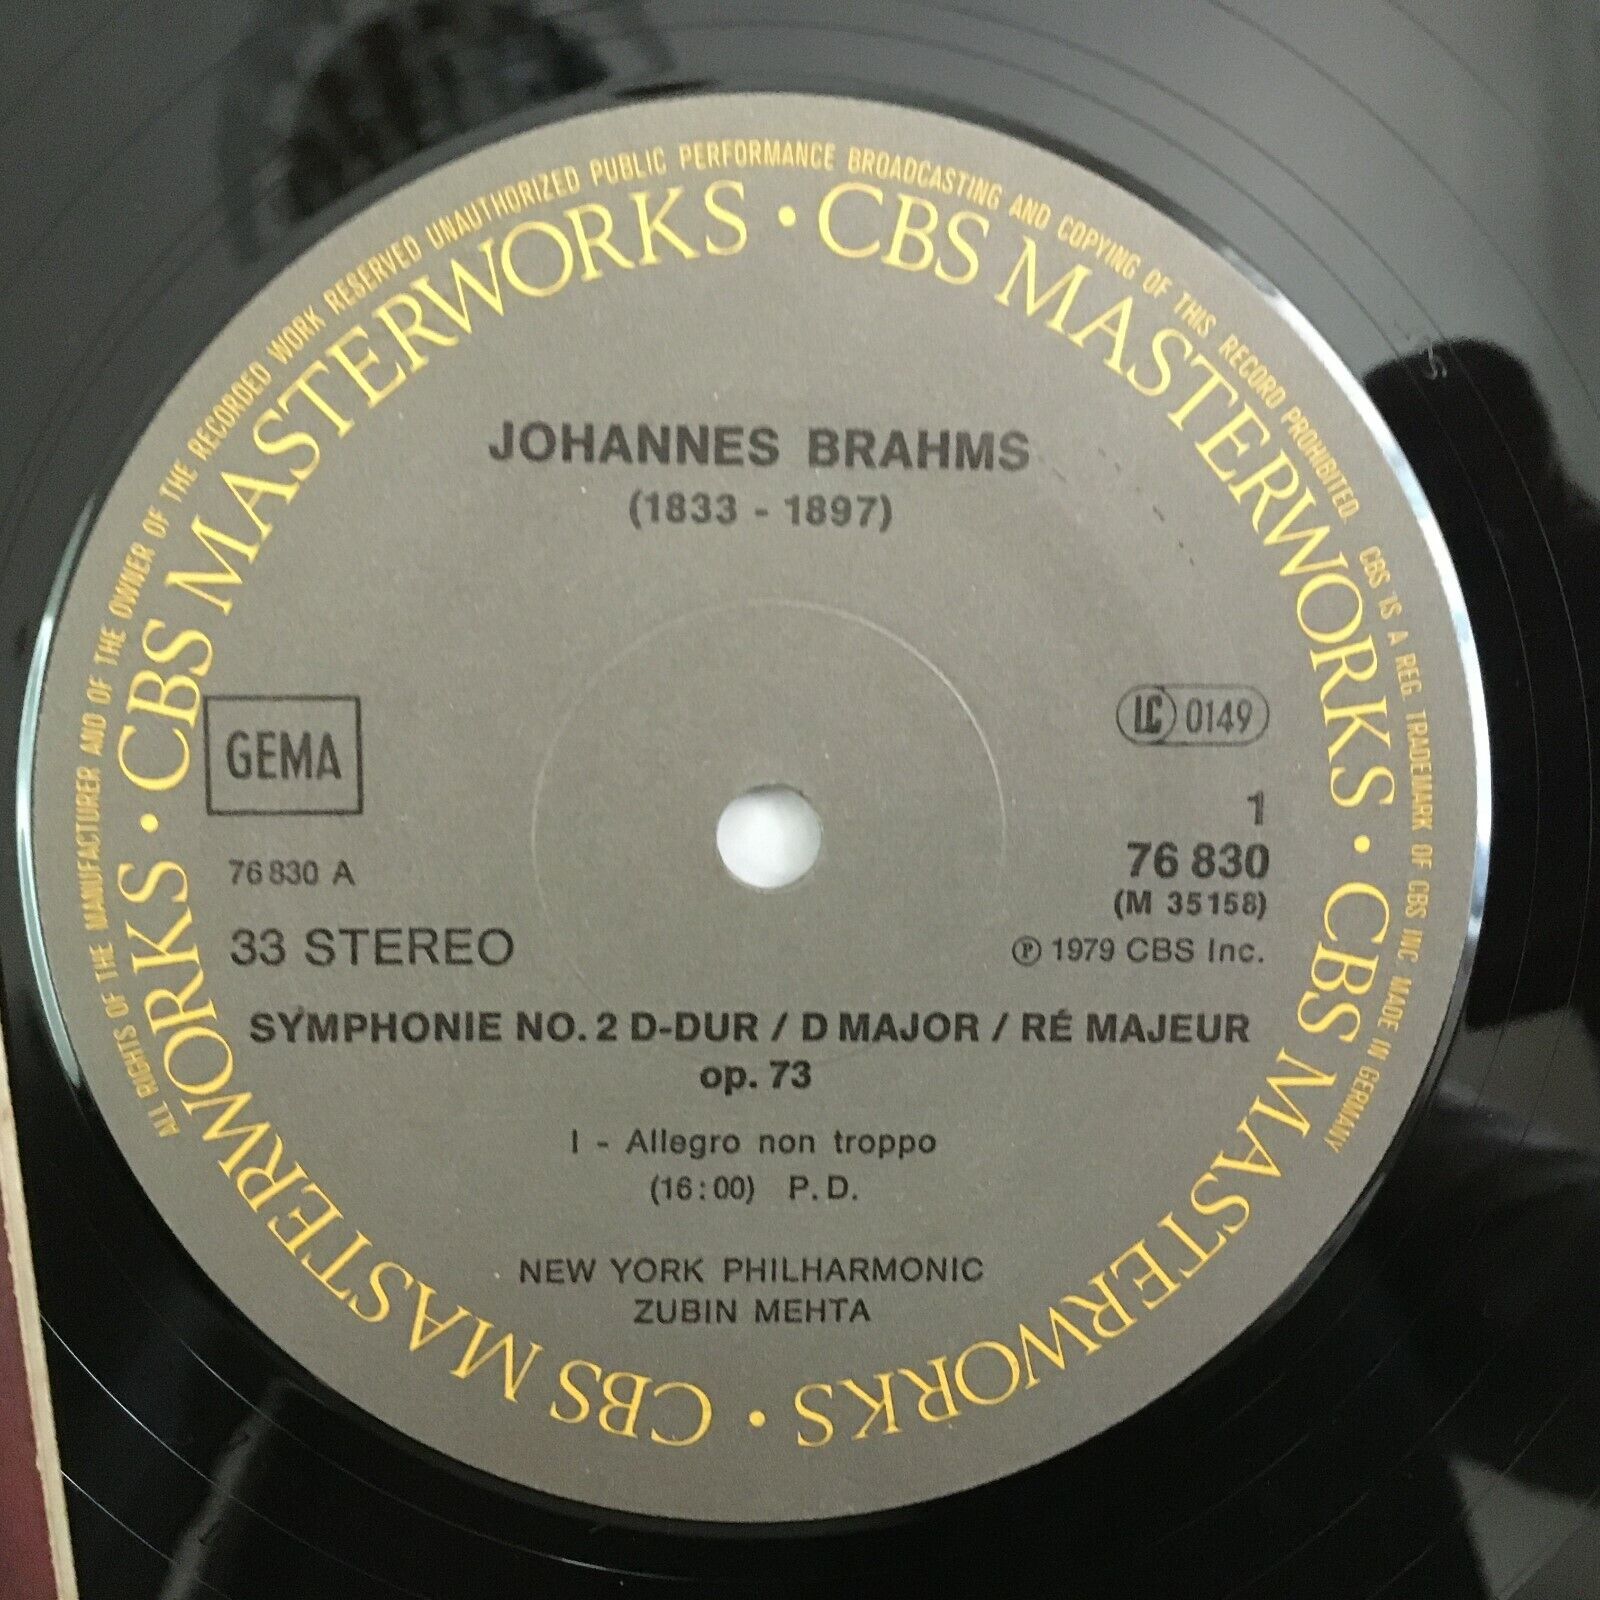 ALL RIGHTS OF THE MANUFACTURER AND OF THE OWNER OF THE RECORDED WORK RESERVED UNAUTHORIZED PUBLIC PERFORMANCE BROADCASTING AND COPYING OF THIS RECORD PROHIBITED. CBS IS A REG. TRADEMARK OF CBS INC MADE IN GERMANY
CBS MASTERWORKS · CBS MASTERWORKS · CBS MASTERWORKS · CBS MASTERWORKS ·
JOHANNES BRAHMS
(1833 - 1897)
GEMA
LC 0149
1
76 830 A
76 830
(M 35158)
33 STEREO
℗ 1979 CBS Inc.
SYMPHONIE NO. 2 D-DUR / D MAJOR / RÉ MAJEUR
op. 73
I - Allegro non troppo
(16:00) P.D.
NEW YORK PHILHARMONIC
ZUBIN MEHTA